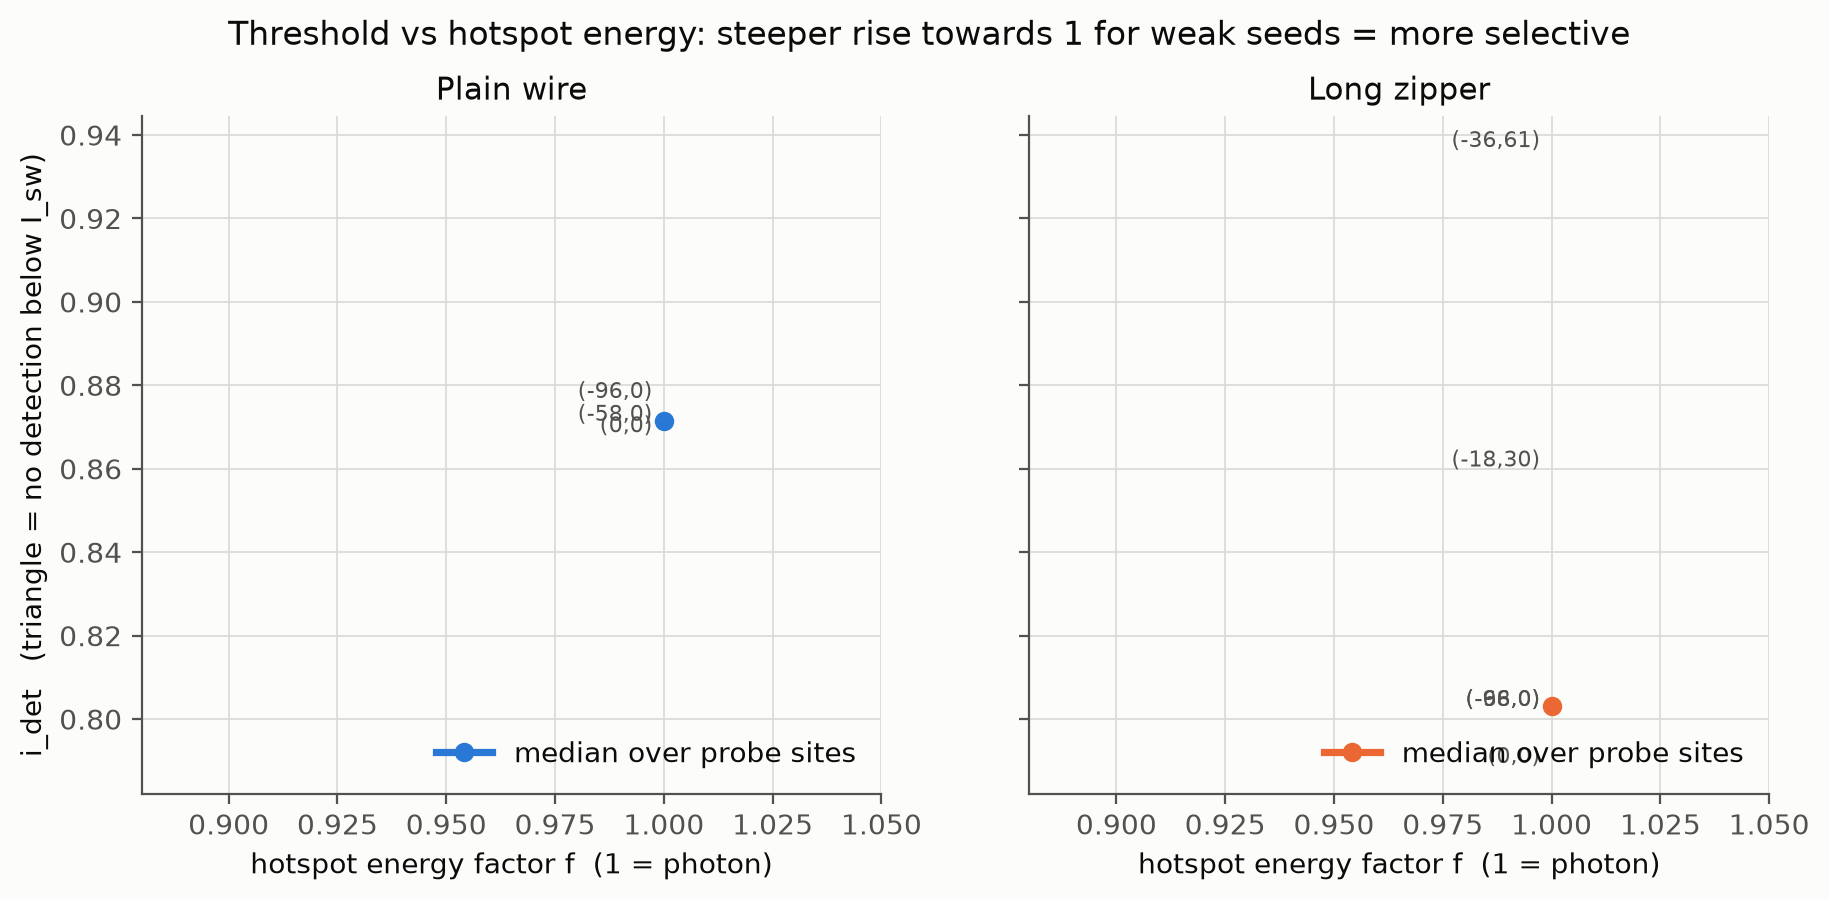 Threshold vs hotspot energy: steeper rise towards 1 for weak seeds = more selective
Plain wire
i_det (triangle = no detection below I_sw)
0.94
0.92
0.90
0.88
0.86
0.84
0.82
0.80
(-96,0)
(-58,0)
(0,0)
median over probe sites
0.900 0.925 0.950 0.975 1.000 1.025 1.050
hotspot energy factor f (1 = photon)
Long zipper
(-36,61)
(-18,30)
(0,0)
median over probe sites
0.900 0.925 0.950 0.975 1.000 1.025 1.050
hotspot energy factor f (1 = photon)